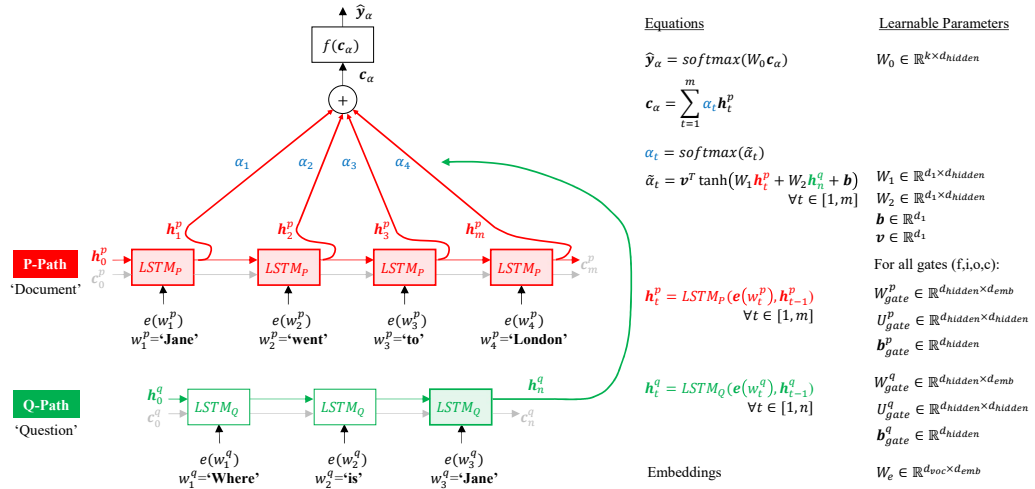 ŷ_α
f(c_α)
c_α
+
α_1 α_2 α_3 α_4
h_1^p h_2^p h_3^p h_m^p
P-Path
'Document'
h_0^p
c_0^p
LSTM_P LSTM_P LSTM_P LSTM_P
c_m^p
e(w_1^p) e(w_2^p) e(w_3^p) e(w_4^p)
w_1^p='Jane' w_2^p='went' w_3^p='to' w_4^p='London'
Q-Path
'Question'
h_0^q
c_0^q
LSTM_Q LSTM_Q LSTM_Q
h_n^q
c_n^q
e(w_1^q) e(w_2^q) e(w_3^q)
w_1^q='Where' w_2^q='is' w_3^q='Jane'
Equations
ŷ_α = softmax(W_0 c_α)
c_α = ∑_{t=1}^{m} α_t h_t^p
α_t = softmax(α̃_t)
α̃_t = v^T tanh(W_1 h_t^p + W_2 h_n^q + b)
∀t ∈ [1, m]
h_t^p = LSTM_P(e(w_t^p), h_{t-1}^p)
∀t ∈ [1, m]
h_t^q = LSTM_Q(e(w_t^q), h_{t-1}^q)
∀t ∈ [1, n]
Embeddings
Learnable Parameters
W_0 ∈ ℝ^{k×d_hidden}
W_1 ∈ ℝ^{d_1×d_hidden}
W_2 ∈ ℝ^{d_1×d_hidden}
b ∈ ℝ^{d_1}
v ∈ ℝ^{d_1}
For all gates (f,i,o,c):
W_gate^p ∈ ℝ^{d_hidden×d_emb}
U_gate^p ∈ ℝ^{d_hidden×d_hidden}
b_gate^p ∈ ℝ^{d_hidden}
W_gate^q ∈ ℝ^{d_hidden×d_emb}
U_gate^q ∈ ℝ^{d_hidden×d_hidden}
b_gate^q ∈ ℝ^{d_hidden}
W_e ∈ ℝ^{d_voc×d_emb}